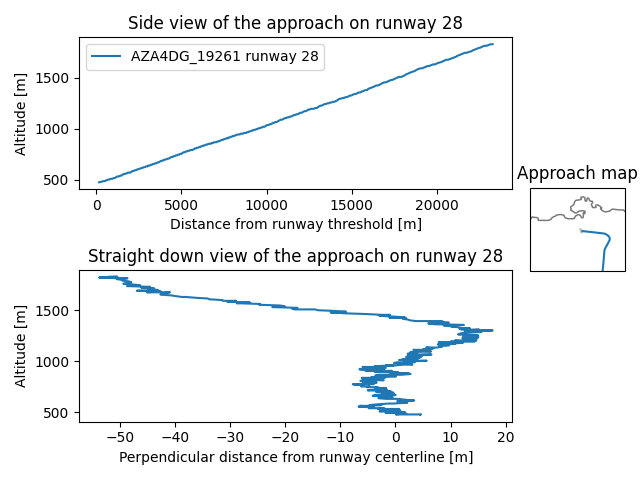 Side view of the approach on runway 28
AZA4DG_19261 runway 28
Altitude [m]
1500
1000
500
0
5000
10000
15000
20000
Distance from runway threshold [m]
Approach map
Straight down view of the approach on runway 28
Altitude [m]
1500
1000
500
−50
−40
−30
−20
−10
0
10
20
Perpendicular distance from runway centerline [m]